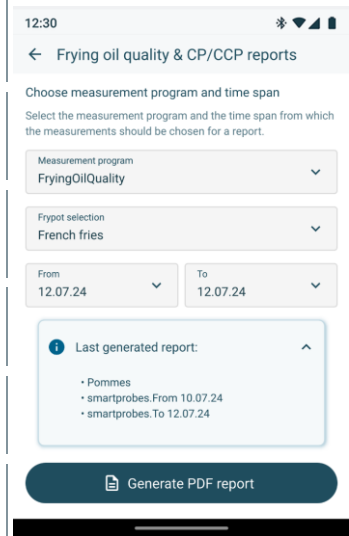 12:30
Frying oil quality & CP/CCP reports
Choose measurement program and time span
Select the measurement program and the time span from which
the measurements should be chosen for a report.
Measurement program
FryingOilQuality
Frypot selection
French fries
From
12.07.24
To
12.07.24
Last generated report:
• Pommes
• smartprobes.From 10.07.24
• smartprobes.To 12.07.24
Generate PDF report